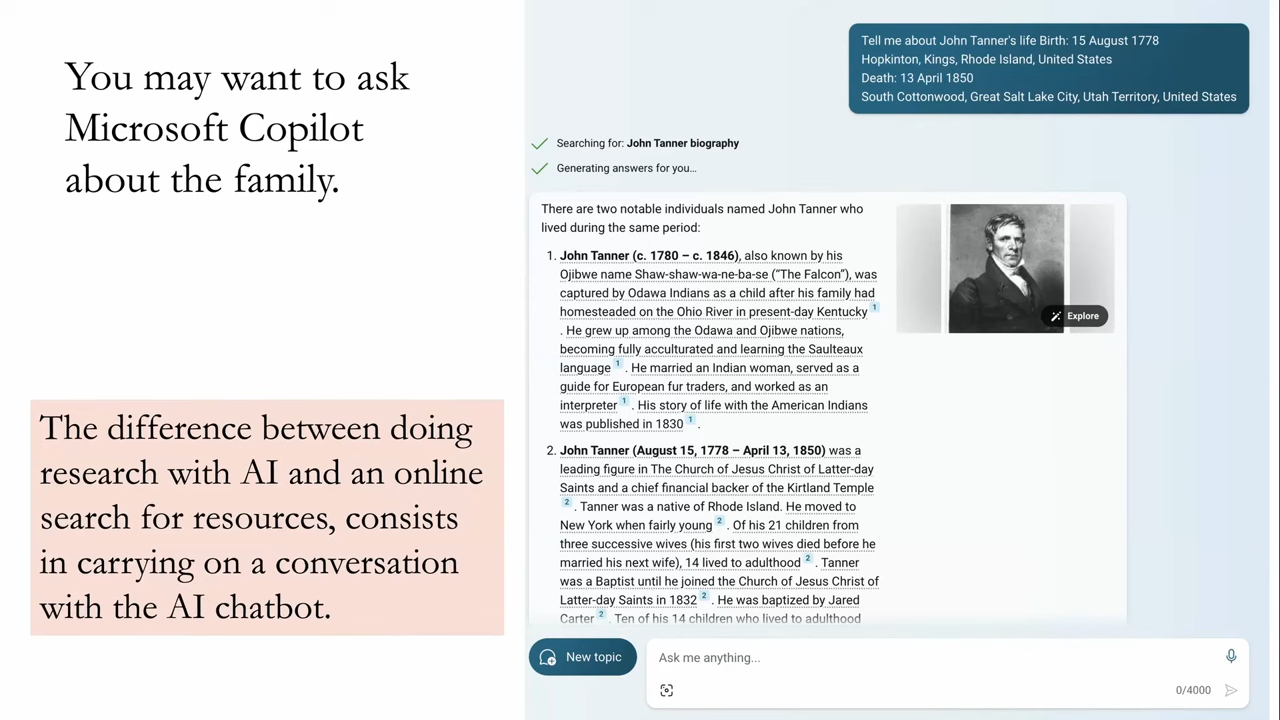 You may want to ask
Microsoft Copilot
about the family.
The difference between doing
research with AI and an online
search for resources, consists
in carrying on a conversation
with the AI chatbot.
Tell me about John Tanner's life Birth: 15 August 1778
Hopkinton, Kings, Rhode Island, United States
Death: 13 April 1850
South Cottonwood, Great Salt Lake City, Utah Territory, United States
Searching for: John Tanner biography
Generating answers for you...
There are two notable individuals named John Tanner who
lived during the same period:
1. John Tanner (c. 1780 – c. 1846), also known by his
Ojibwe name Shaw-shaw-wa-ne-ba-se (“The Falcon”), was
captured by Odawa Indians as a child after his family had
homesteaded on the Ohio River in present-day Kentucky 1
. He grew up among the Odawa and Ojibwe nations,
becoming fully acculturated and learning the Saulteaux
language 1 . He married an Indian woman, served as a
guide for European fur traders, and worked as an
interpreter 1 . His story of life with the American Indians
was published in 1830 1 .
2. John Tanner (August 15, 1778 – April 13, 1850) was a
leading figure in The Church of Jesus Christ of Latter-day
Saints and a chief financial backer of the Kirtland Temple
2 . Tanner was a native of Rhode Island. He moved to
New York when fairly young 2 . Of his 21 children from
three successive wives (his first two wives died before he
married his next wife), 14 lived to adulthood 2 . Tanner
was a Baptist until he joined the Church of Jesus Christ of
Latter-day Saints in 1832 2 . He was baptized by Jared
Carter 2 . Ten of his 14 children who lived to adulthood
Explore
New topic
Ask me anything...
0/4000